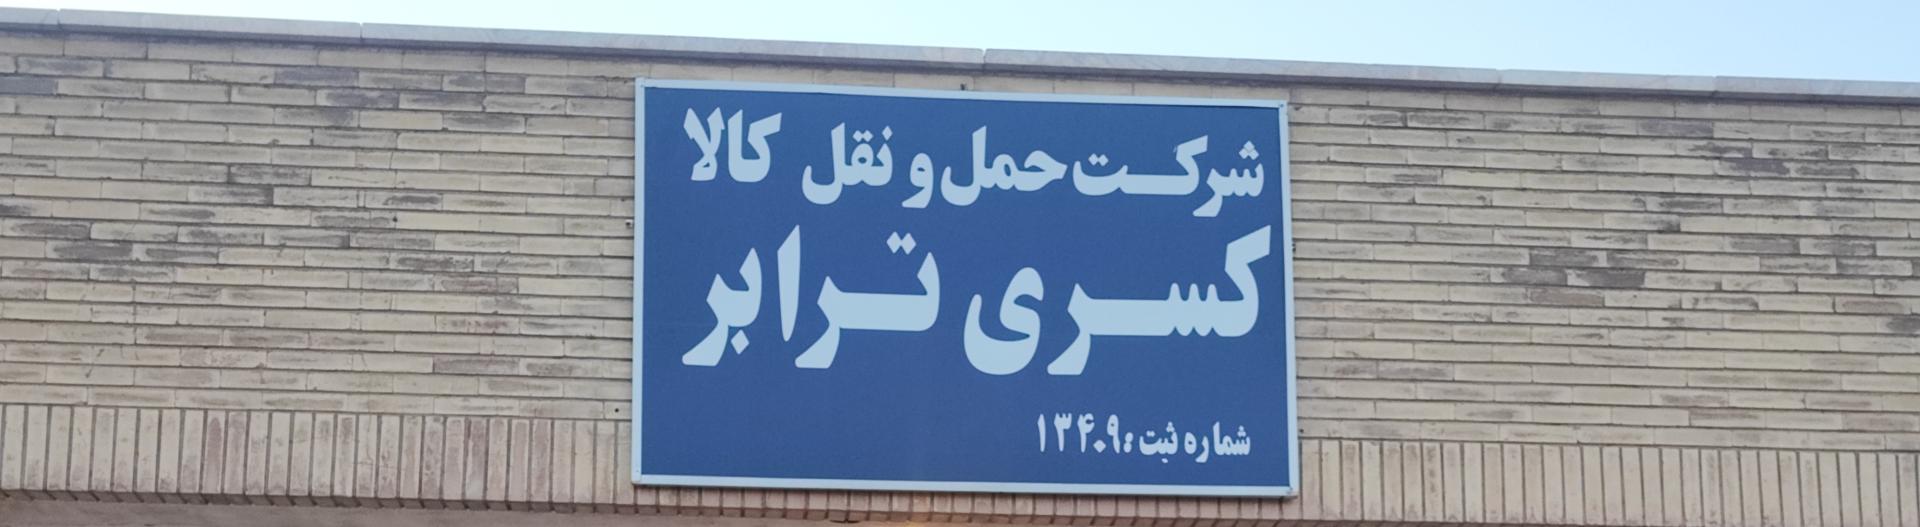 شرکت حمل و نقل کالا
کسری ترابر
شماره ثبت: ۱۳۴۰۹